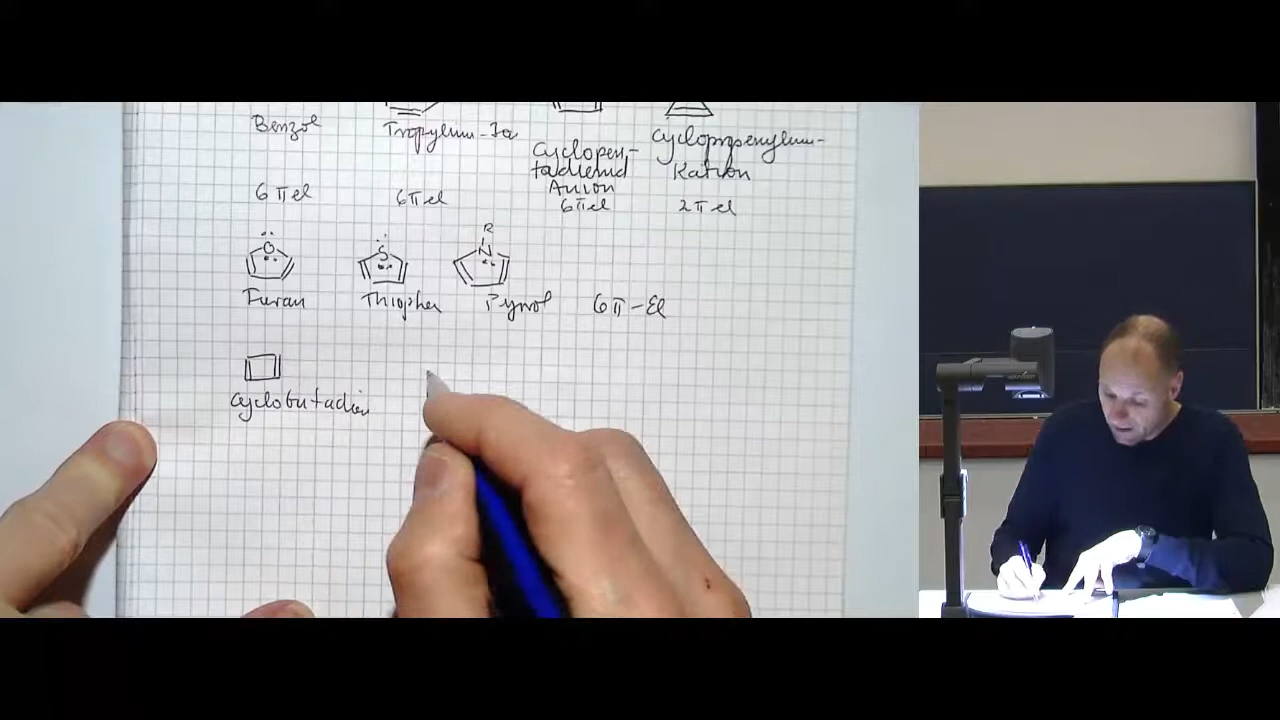 Benzol Tropylium-Io Cyclopropenylium-
Cyclopen-
tadienid Kation
Anion
6πel 6πel 6πel 2πel
R
O S N
Furan Thiophen Pyrrol 6π-El
Cyclobutadien